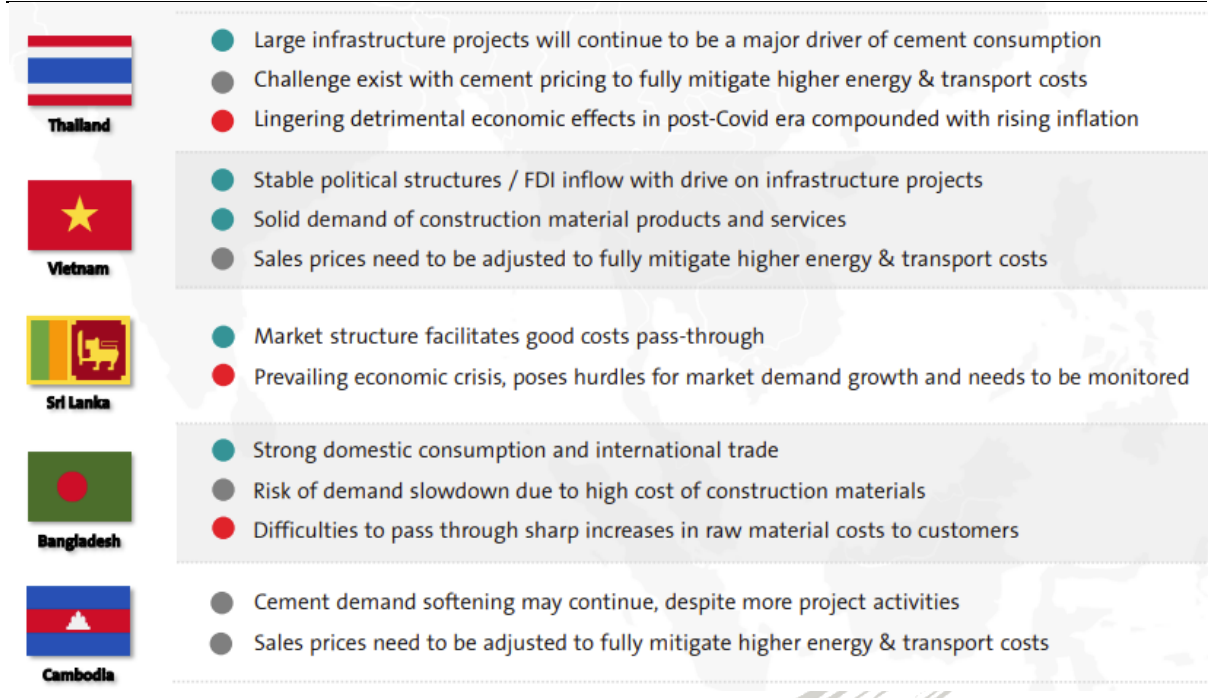 Large infrastructure projects will continue to be a major driver of cement consumption
Challenge exist with cement pricing to fully mitigate higher energy & transport costs
Lingering detrimental economic effects in post-Covid era compounded with rising inflation
Thailand
Stable political structures / FDI inflow with drive on infrastructure projects
Solid demand of construction material products and services
Sales prices need to be adjusted to fully mitigate higher energy & transport costs
Vietnam
Market structure facilitates good costs pass-through
Prevailing economic crisis, poses hurdles for market demand growth and needs to be monitored
Sri Lanka
Strong domestic consumption and international trade
Risk of demand slowdown due to high cost of construction materials
Difficulties to pass through sharp increases in raw material costs to customers
Bangladesh
Cement demand softening may continue, despite more project activities
Sales prices need to be adjusted to fully mitigate higher energy & transport costs
Cambodia